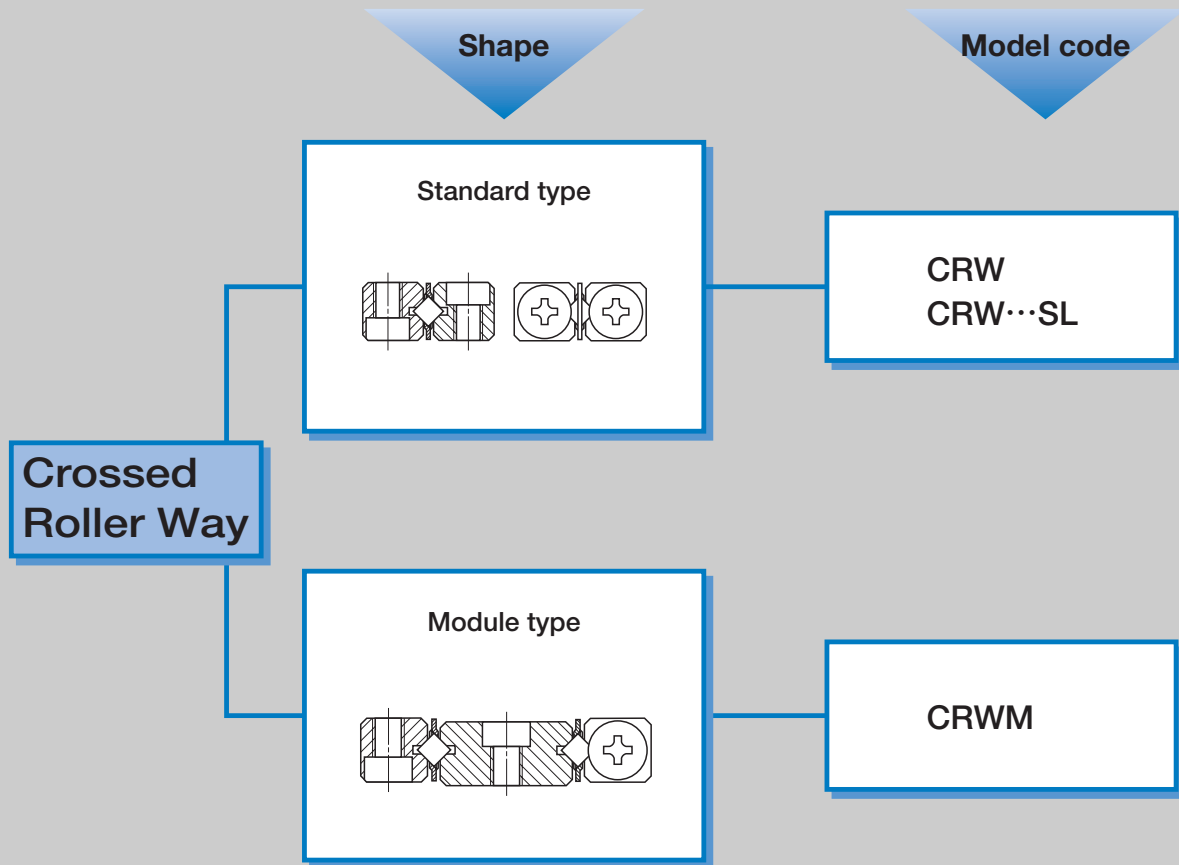 Shape
Model code
Standard type
CRW
CRW···SL
Crossed
Roller Way
Module type
CRWM